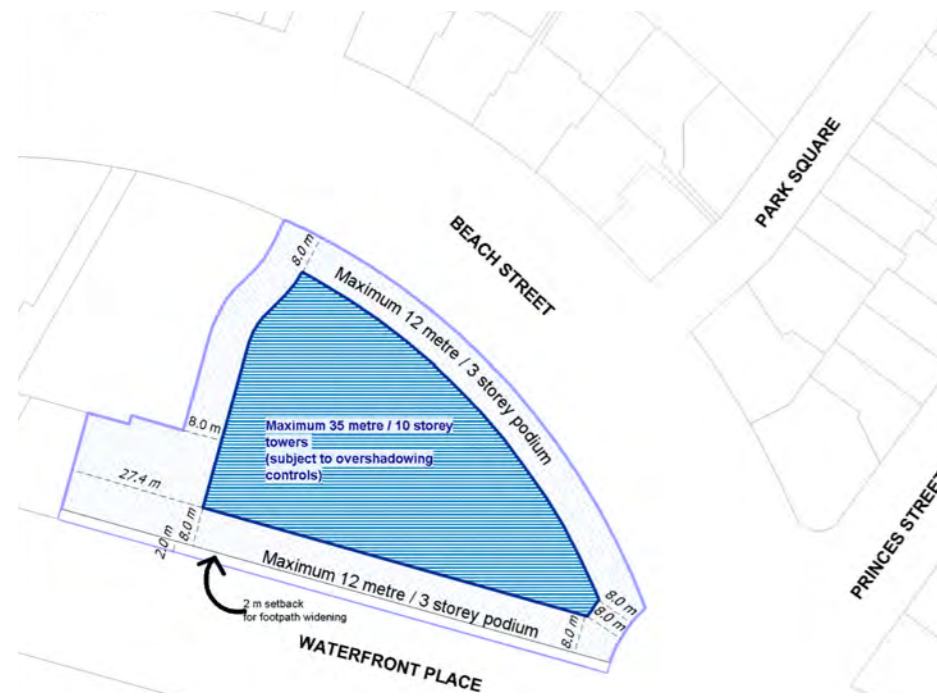 PARK SQUARE
BEACH STREET
8.0 m
Maximum 12 metre / 3 storey podium
8.0 m
Maximum 35 metre / 10 storey
towers
(subject to overshadowing
controls)
27.4 m
PRINCES STREET
2.0 m
8.0 m
Maximum 12 metre / 3 storey podium
8.0 m
8.0 m
8.0 m
2 m setback
for footpath widening
WATERFRONT PLACE